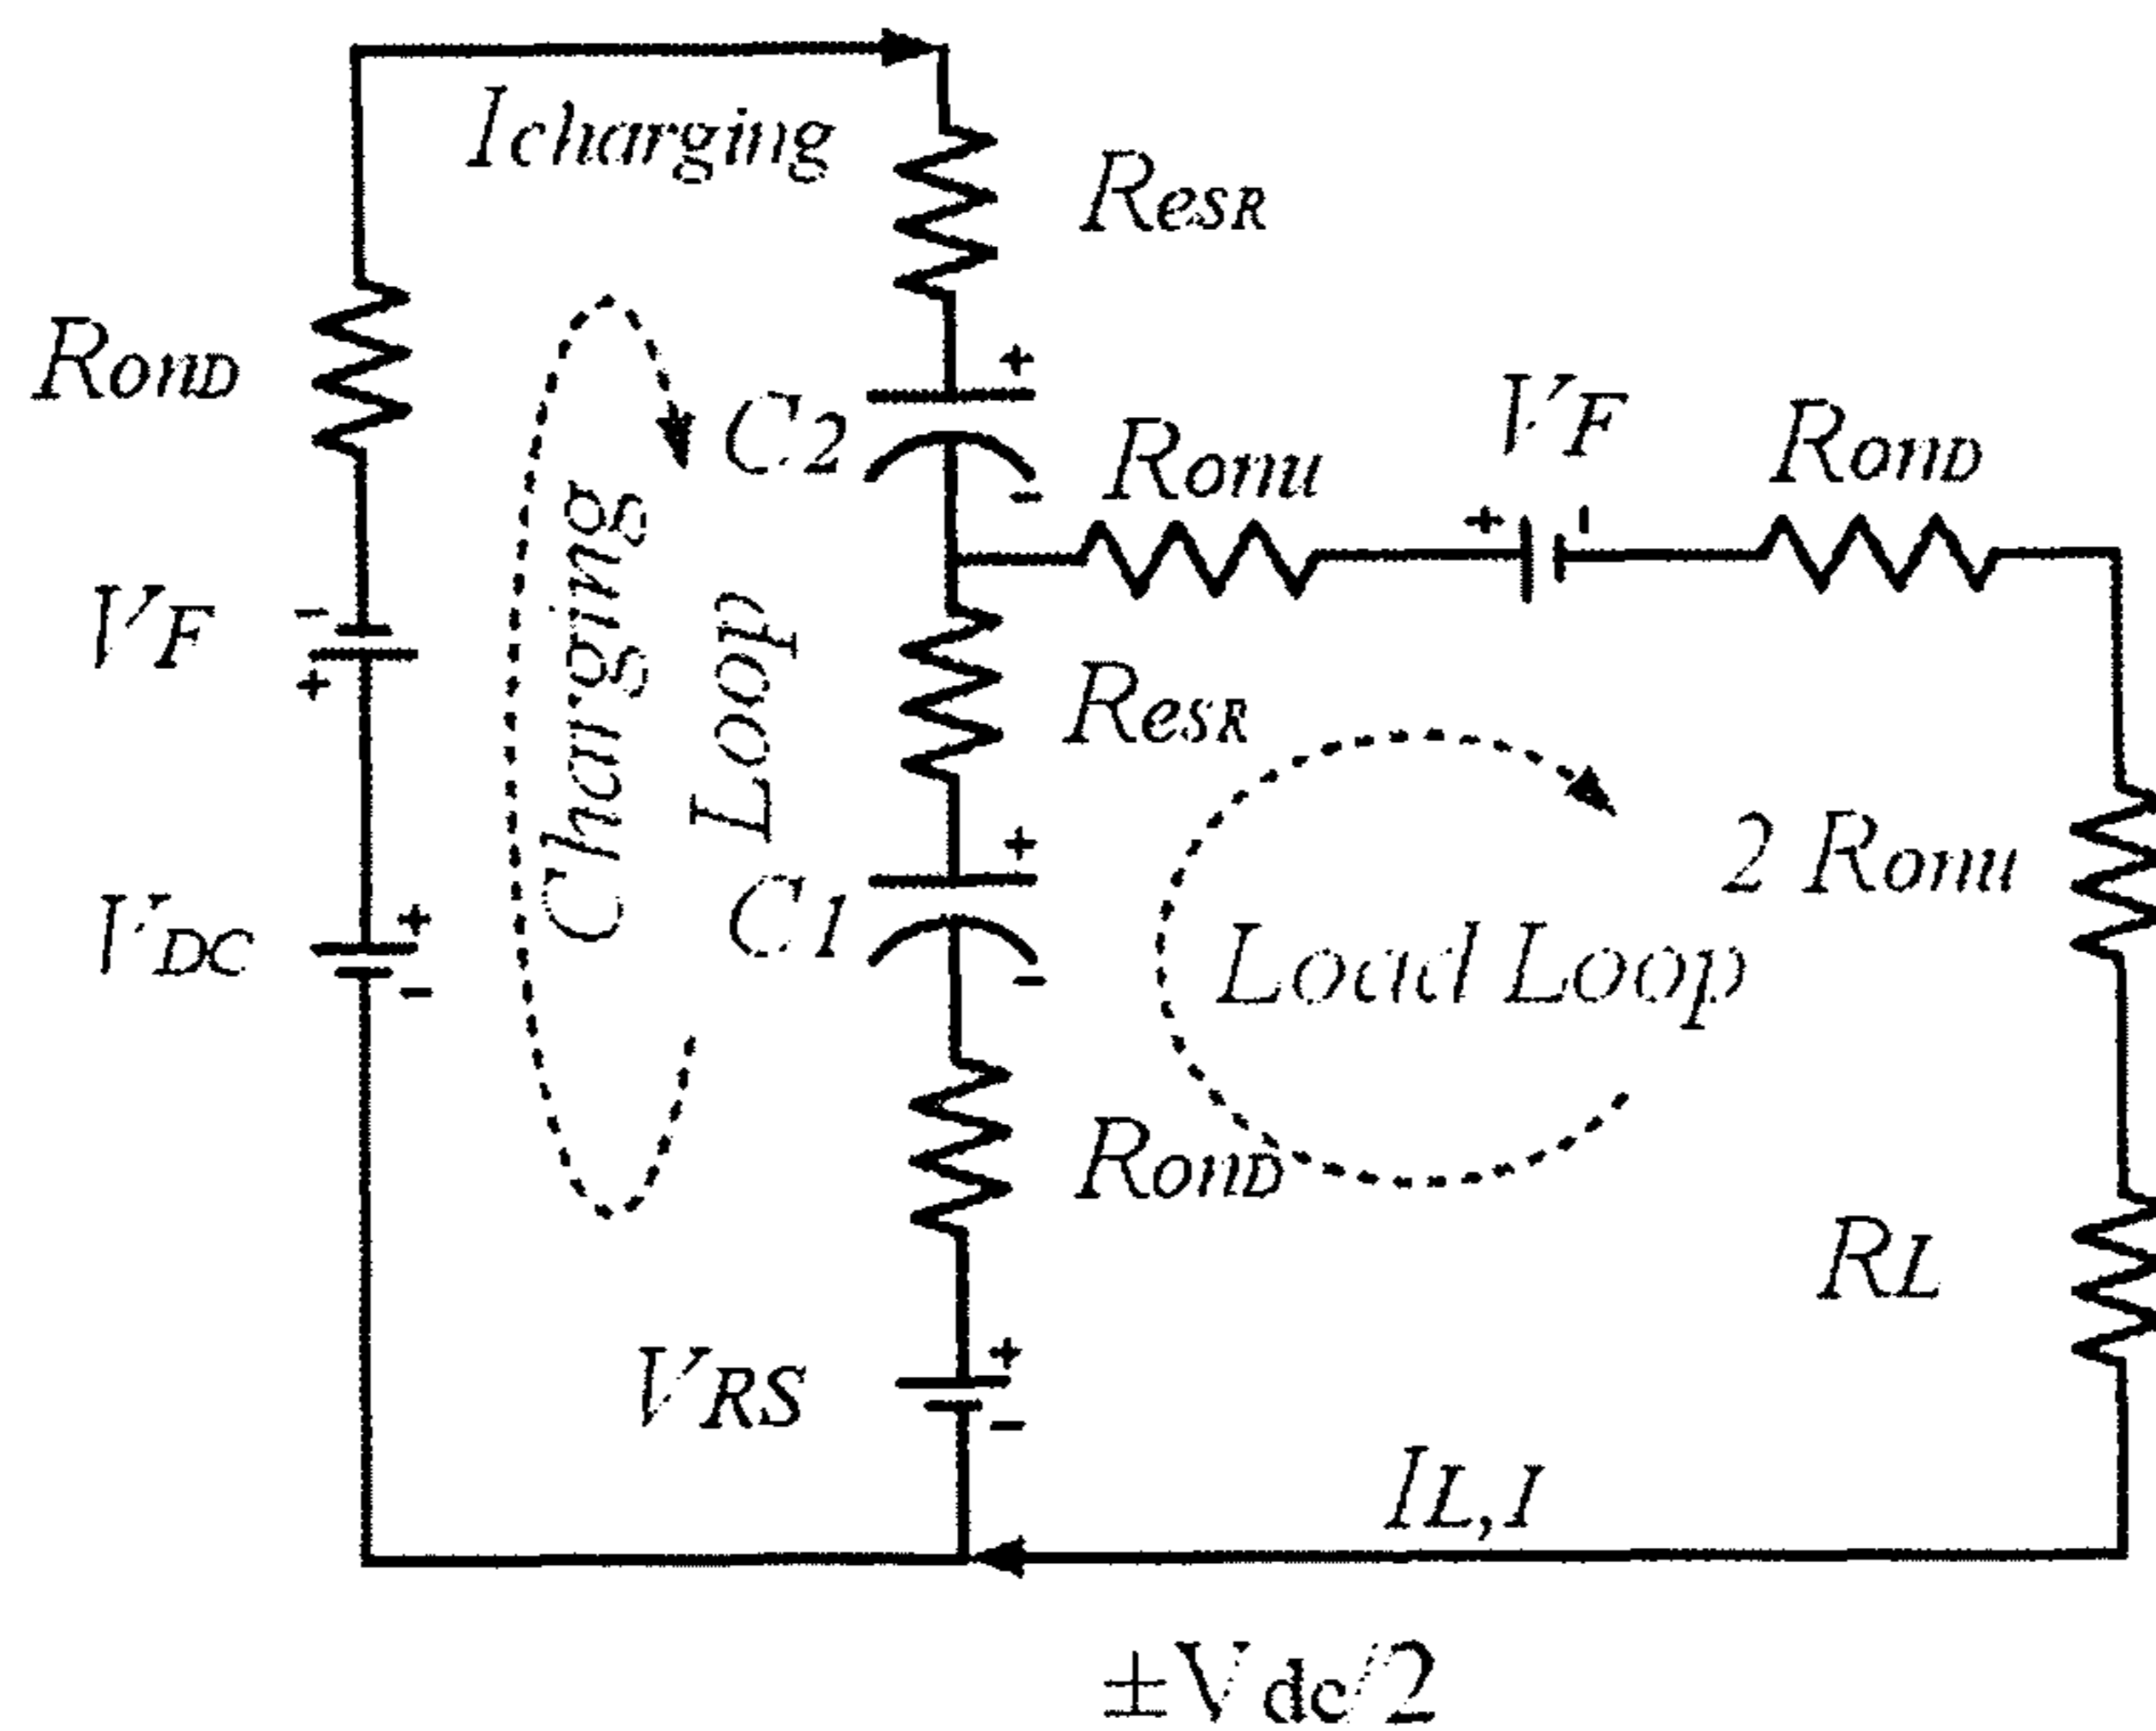 Icharging
RESR
ROND
C2
VF
RONU
ROND
+
-
+
-
VF
-
+
Charging
Loop
RESR
2 RONU
VDC
+
-
C1
+
-
Load Loop
ROND
RL
VRS
+
-
IL,I
±Vdc/2